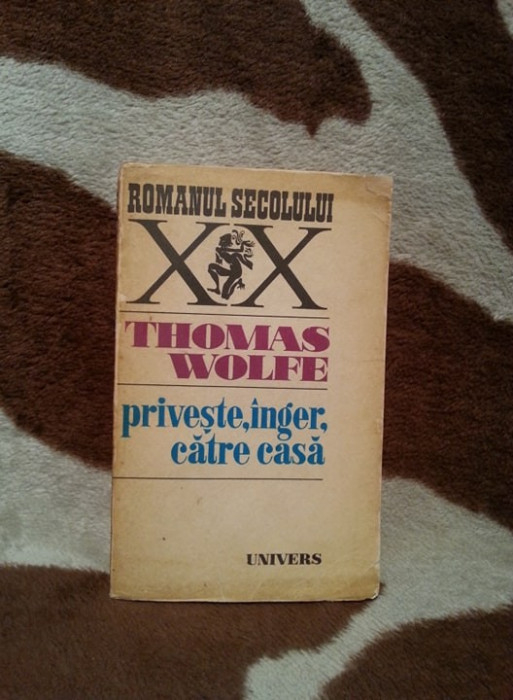 ROMANUL SECOLULUI
XX
THOMAS
WOLFE
privește, înger,
către casă
UNIVERS